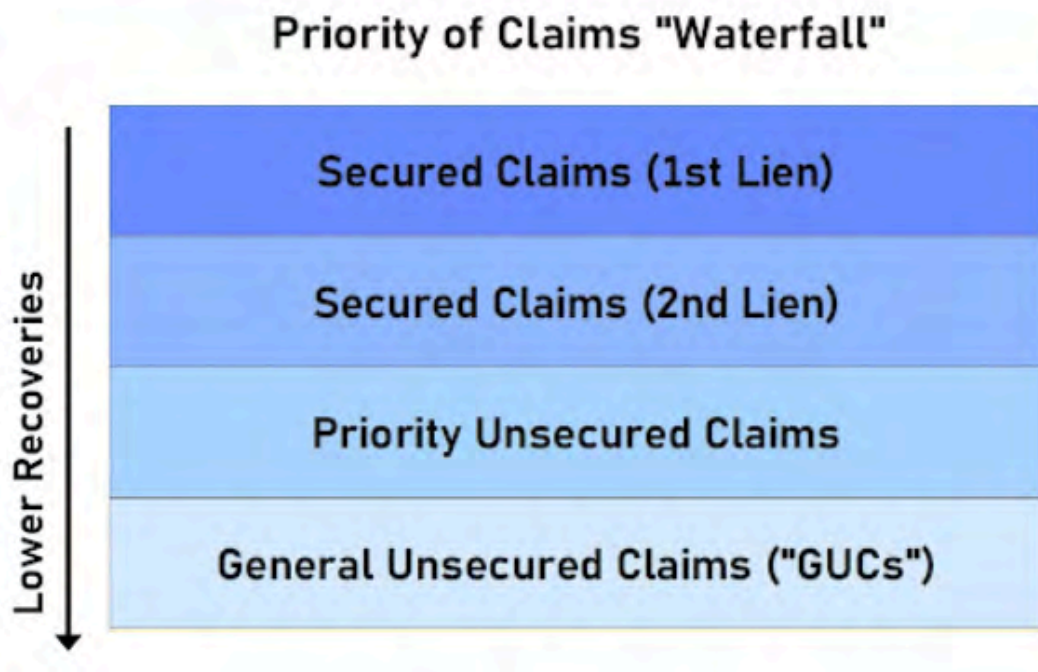 Priority of Claims "Waterfall"
Lower Recoveries
Secured Claims (1st Lien)
Secured Claims (2nd Lien)
Priority Unsecured Claims
General Unsecured Claims ("GUCs")